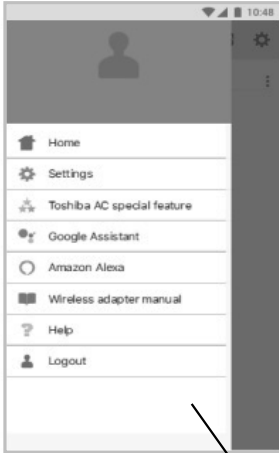 10:48
Home
Settings
Toshiba AC special feature
Google Assistant
Amazon Alexa
Wireless adapter manual
Help
Logout